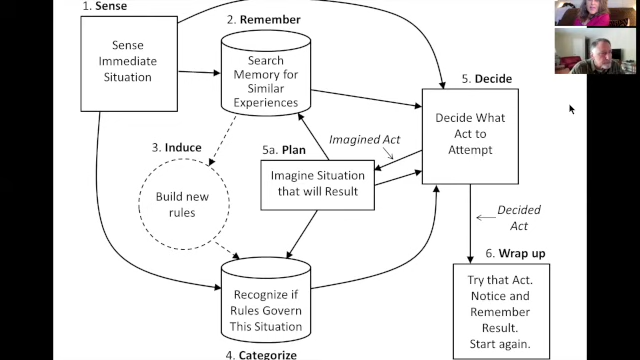 1. Sense
Sense
Immediate
Situation
2. Remember
Search
Memory for
Similar
Experiences
3. Induce
Build new
rules
5a. Plan
Imagine Situation
that will Result
Imagined Act
5. Decide
Decide What
Act to
Attempt
Decided
Act
6. Wrap up
Try that Act.
Notice and
Remember
Result.
Start again.
Recognize if
Rules Govern
This Situation
4. Categorize